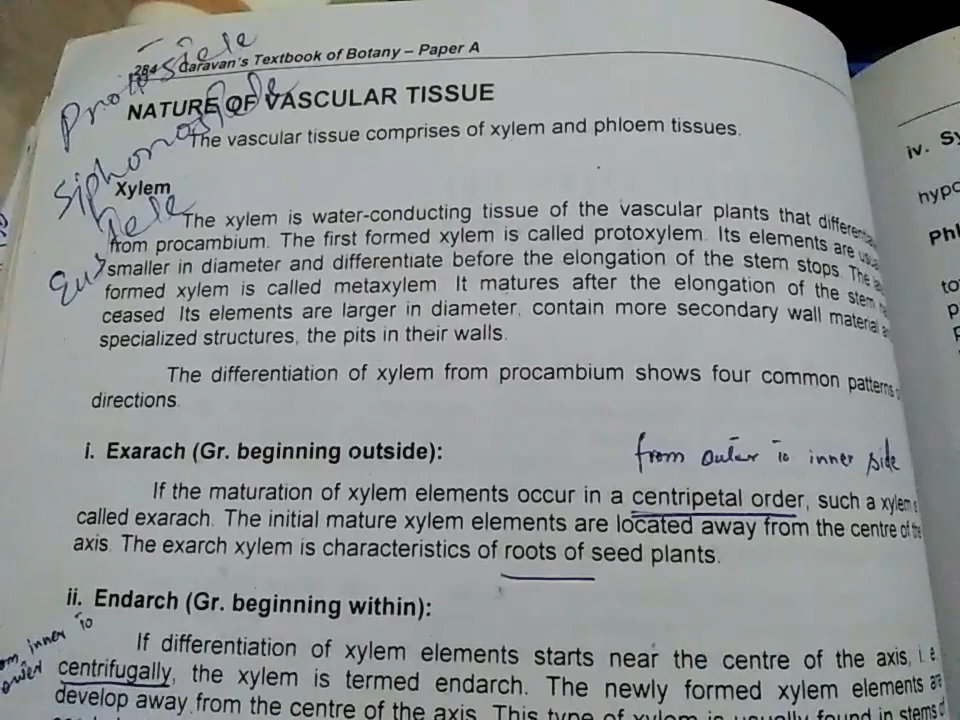 284 Caravan's Textbook of Botany – Paper A
Protostele
Siphonostele
Eustele
NATURE OF VASCULAR TISSUE
The vascular tissue comprises of xylem and phloem tissues.
Xylem
The xylem is water-conducting tissue of the vascular plants that
from procambium. The first formed xylem is called protoxylem. Its elements are
smaller in diameter and differentiate before the elongation of the stem stops. The
formed xylem is called metaxylem. It matures after the elongation of the stem
ceased. Its elements are larger in diameter, contain more secondary wall material
specialized structures, the pits in their walls.
The differentiation of xylem from procambium shows four common patterns
directions.
i. Exarach (Gr. beginning outside):
from outer to inner side
If the maturation of xylem elements occur in a centripetal order, such a xylem
called exarach. The initial mature xylem elements are located away from the centre of the
axis. The exarch xylem is characteristics of roots of seed plants.
ii. Endarch (Gr. beginning within):
inner to
If differentiation of xylem elements starts near the centre of the axis, i. e.
centrifugally, the xylem is termed endarch. The newly formed xylem elements are
develop away from the centre of the axis. This type of xylem is usually found in stems
iv. Sy
hypo
Phl
to
p